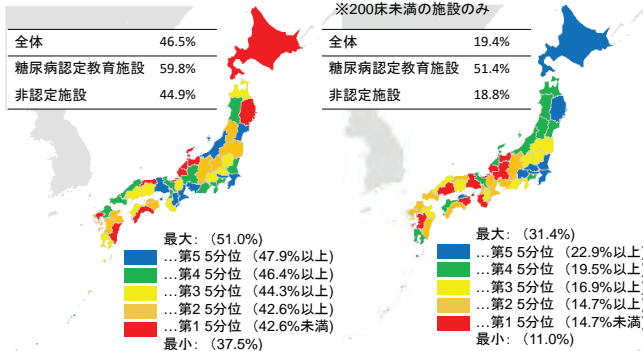 全体 46.5%
糖尿病認定教育施設 59.8%
非認定施設 44.9%
最大: (51.0%)
…第5 5分位 (47.9%以上)
…第4 5分位 (46.4%以上)
…第3 5分位 (44.3%以上)
…第2 5分位 (42.6%以上)
…第1 5分位 (42.6%未満)
最小: (37.5%)
※200床未満の施設のみ
全体 19.4%
糖尿病認定教育施設 51.4%
非認定施設 18.8%
最大: (31.4%)
…第5 5分位 (22.9%以上)
…第4 5分位 (19.5%以上)
…第3 5分位 (16.9%以上)
…第2 5分位 (14.7%以上)
…第1 5分位 (14.7%未満)
最小: (11.0%)